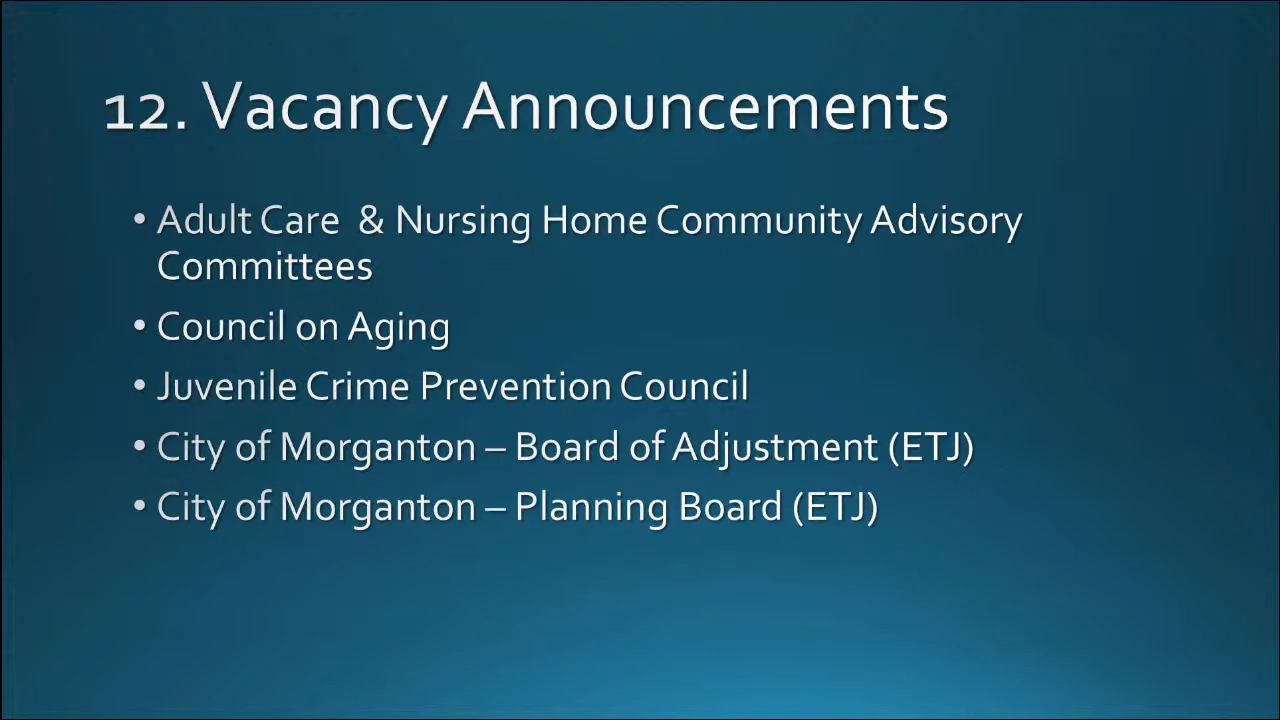 12. Vacancy Announcements
• Adult Care & Nursing Home Community Advisory
Committees
• Council on Aging
• Juvenile Crime Prevention Council
• City of Morganton – Board of Adjustment (ETJ)
• City of Morganton – Planning Board (ETJ)